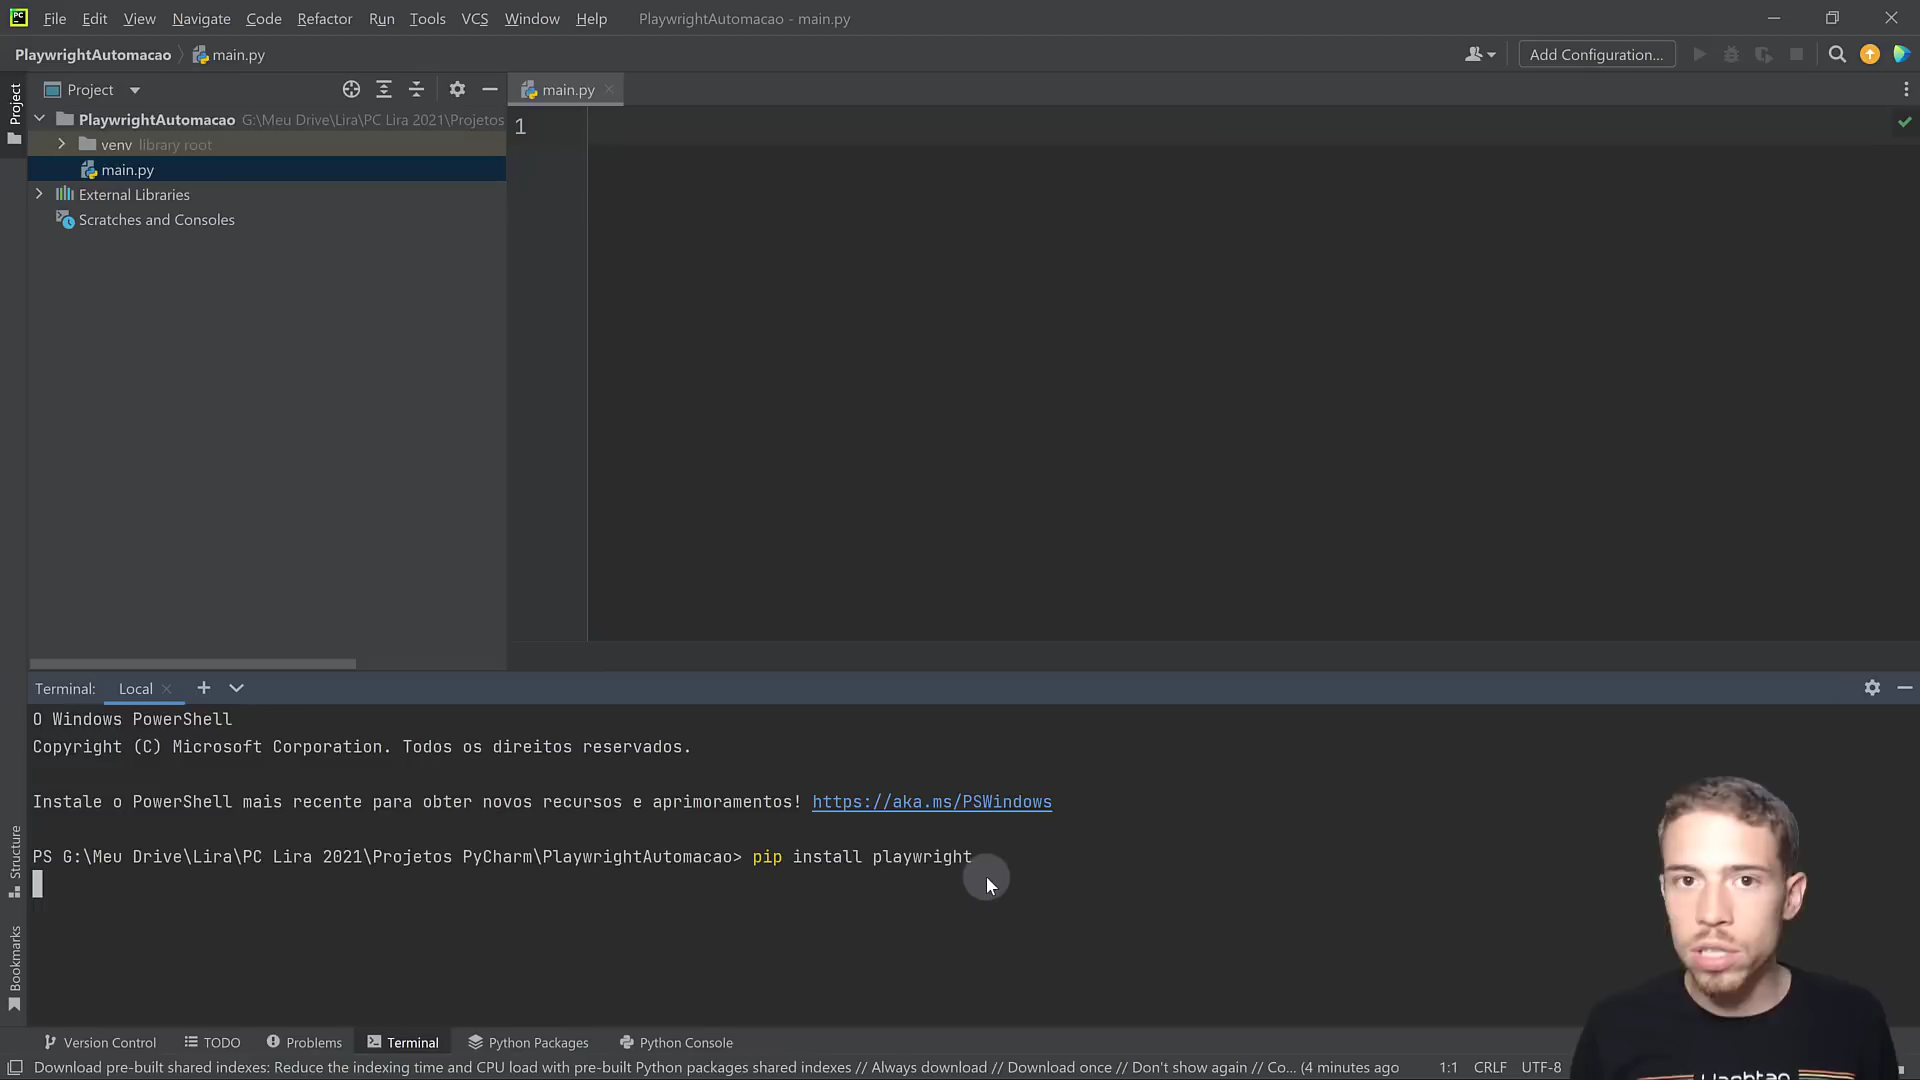 File Edit View Navigate Code Refactor Run Tools VCS Window Help PlaywrightAutomacao - main.py
PlaywrightAutomacao main.py
Add Configuration...
Project
Project
main.py
PlaywrightAutomacao G:\Meu Drive\Lira\PC Lira 2021\Projetos
1
venv library root
main.py
External Libraries
Scratches and Consoles
Terminal: Local
O Windows PowerShell
Copyright (C) Microsoft Corporation. Todos os direitos reservados.
Instale o PowerShell mais recente para obter novos recursos e aprimoramentos! https://aka.ms/PSWindows
PS G:\Meu Drive\Lira\PC Lira 2021\Projetos PyCharm\PlaywrightAutomacao> pip install playwright
Structure
Bookmarks
Version Control TODO Problems Terminal Python Packages Python Console
Download pre-built shared indexes: Reduce the indexing time and CPU load with pre-built Python packages shared indexes // Always download // Download once // Don't show again // Co... (4 minutes ago 1:1 CRLF UTF-8